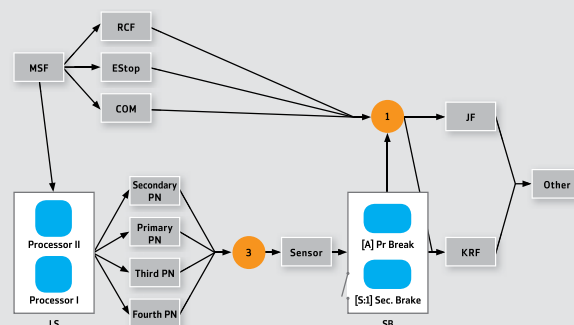 RCF
MSF
EStop
COM
1
JF
Other
Secondary
PN
Primary
PN
Third PN
Fourth PN
Processor II
Processor I
LS
3
Sensor
[A] Pr Break
[S:1] Sec. Brake
SB
KRF